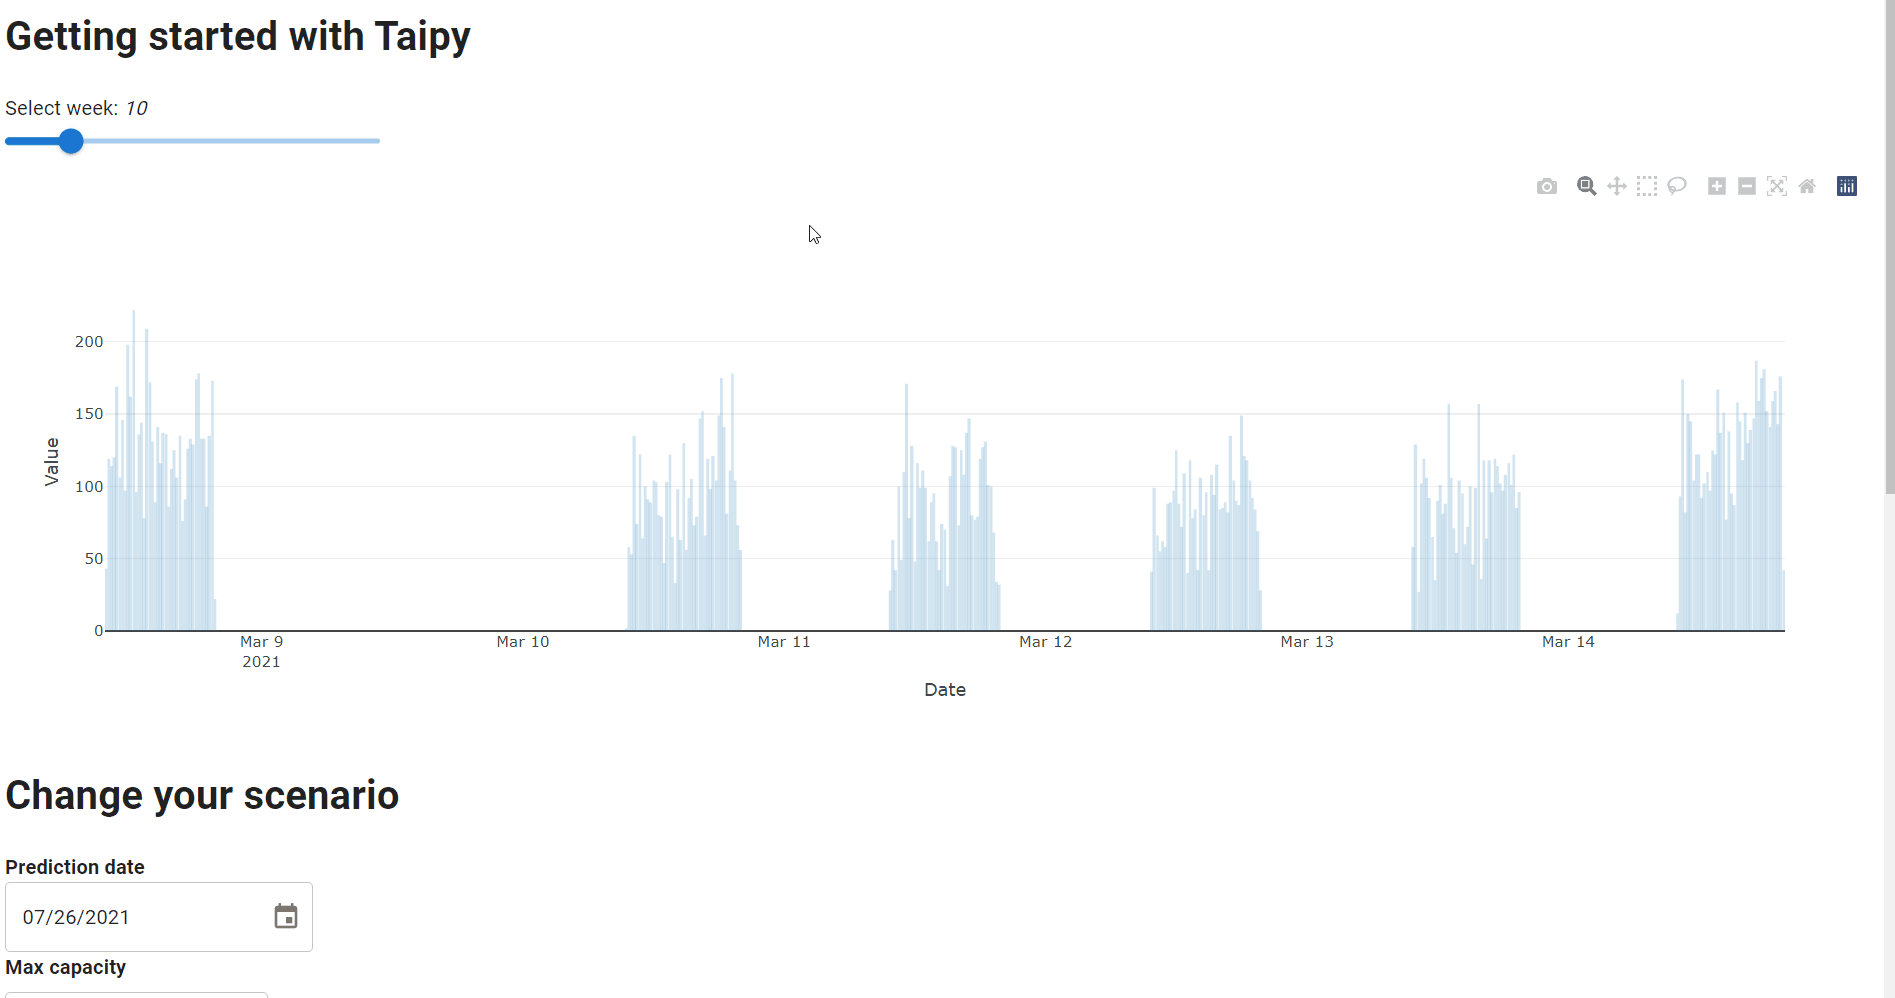 Getting started with Taipy
Select week: 10
200
150
100
50
0
Value
Mar 9
2021
Mar 10
Mar 11
Mar 12
Mar 13
Mar 14
Date
Change your scenario
Prediction date
07/26/2021
Max capacity